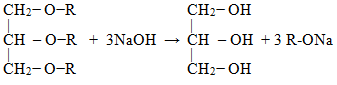 CH₂− O−R CH₂− OH
| |
CH − O−R + 3NaOH → CH − OH + 3 R-ONa
| |
CH₂− O−R CH₂− OH